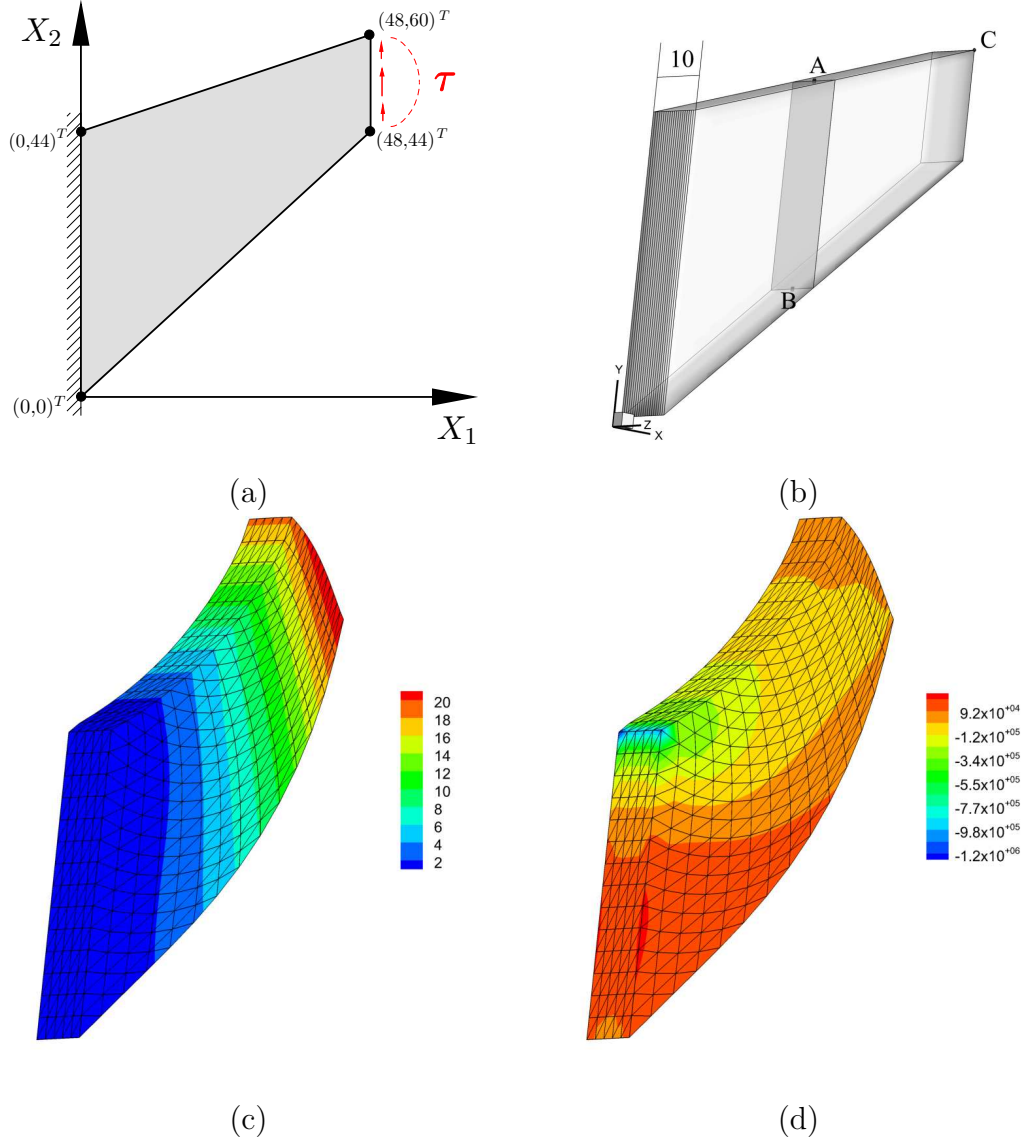 X₂
(48,60)ᵀ
τ
(0,44)ᵀ
(48,44)ᵀ
(0,0)ᵀ
X₁
(a)
10
A
C
B
Y
Z
X
(b)
20
18
16
14
12
10
8
6
4
2
(c)
9.2x10⁺⁰⁴
-1.2x10⁺⁰⁵
-3.4x10⁺⁰⁵
-5.5x10⁺⁰⁵
-7.7x10⁺⁰⁵
-9.8x10⁺⁰⁵
-1.2x10⁺⁰⁶
(d)